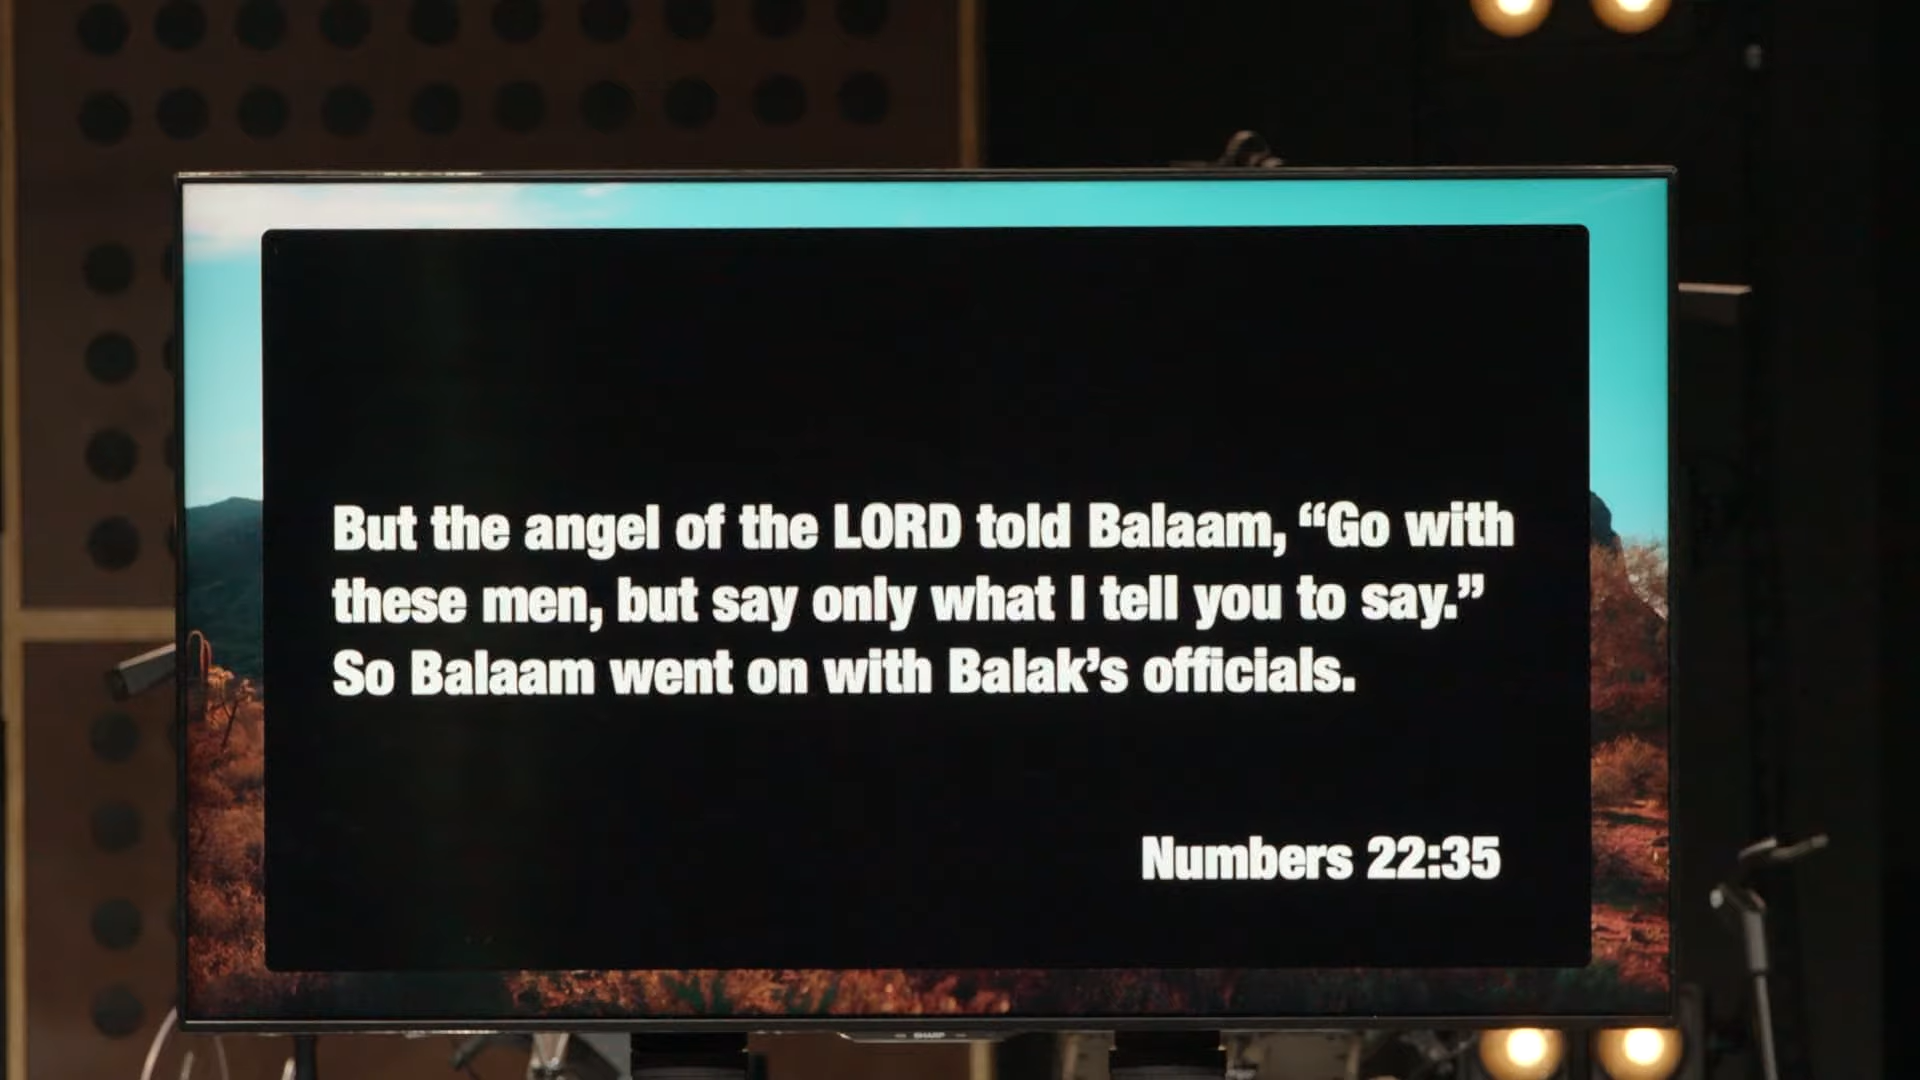 But the angel of the LORD told Balaam, “Go with
these men, but say only what I tell you to say.”
So Balaam went on with Balak’s officials.
Numbers 22:35